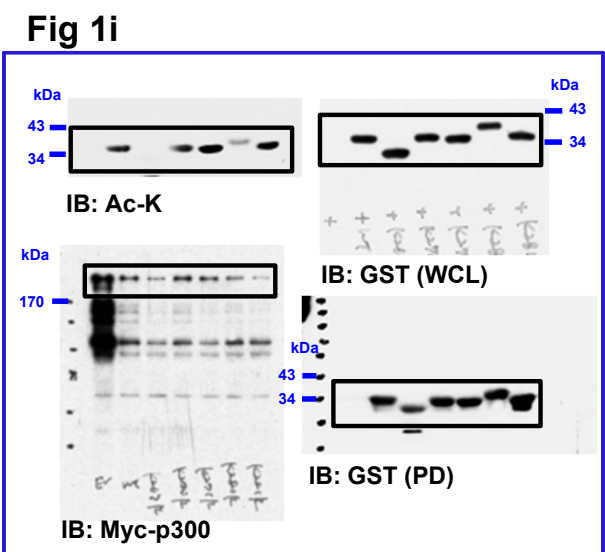 Fig 1i
kDa
43
34
IB: Ac-K
kDa
43
34
+ + + + + + +
IB: GST (WCL)
kDa
170
IB: Myc-p300
kDa
43
34
IB: GST (PD)